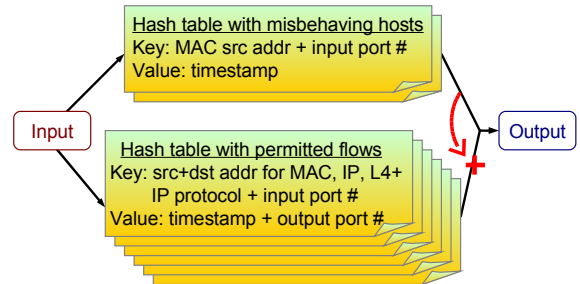 Hash table with misbehaving hosts
Key: MAC src addr + input port #
Value: timestamp
Input
Output
Hash table with permitted flows
Key: src+dst addr for MAC, IP, L4+
IP protocol + input port #
Value: timestamp + output port #